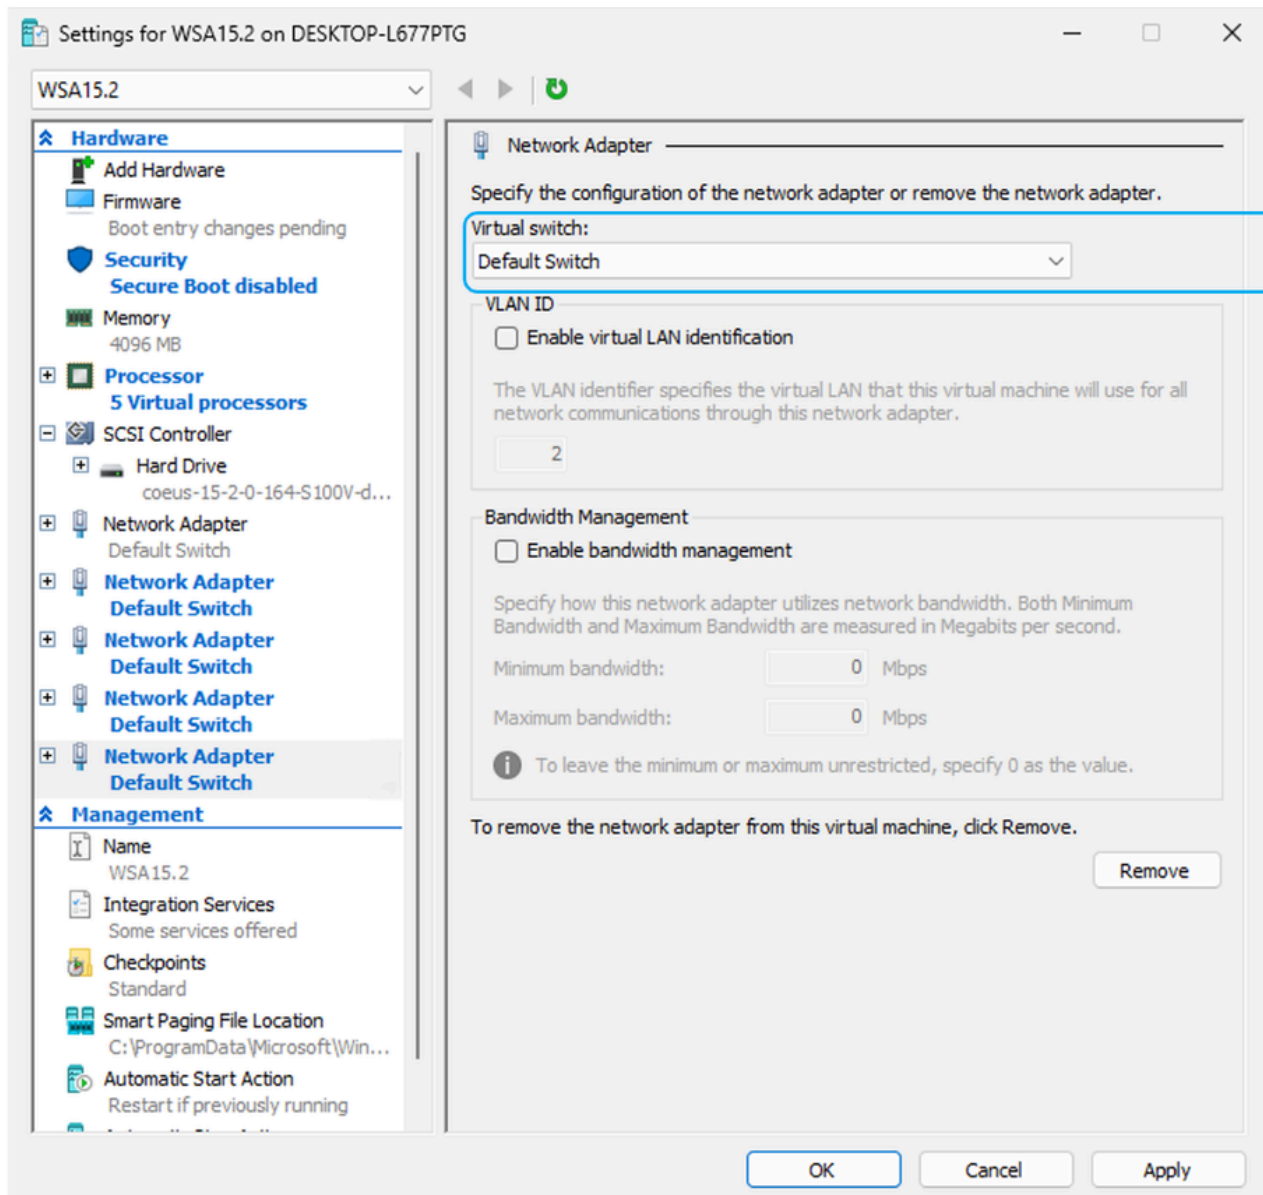 Settings for WSA15.2 on DESKTOP-L677PTG
WSA15.2
Hardware
Add Hardware
Firmware
Boot entry changes pending
Security
Secure Boot disabled
Memory
4096 MB
Processor
5 Virtual processors
SCSI Controller
Hard Drive
coeus-15-2-0-164-S100V-d...
Network Adapter
Default Switch
Network Adapter
Default Switch
Network Adapter
Default Switch
Network Adapter
Default Switch
Network Adapter
Default Switch
Management
Name
WSA15.2
Integration Services
Some services offered
Checkpoints
Standard
Smart Paging File Location
C:\ProgramData\Microsoft\Win...
Automatic Start Action
Restart if previously running
Network Adapter
Specify the configuration of the network adapter or remove the network adapter.
Virtual switch:
Default Switch
VLAN ID
Enable virtual LAN identification
The VLAN identifier specifies the virtual LAN that this virtual machine will use for all
network communications through this network adapter.
2
Bandwidth Management
Enable bandwidth management
Specify how this network adapter utilizes network bandwidth. Both Minimum
Bandwidth and Maximum Bandwidth are measured in Megabits per second.
Minimum bandwidth: 0 Mbps
Maximum bandwidth: 0 Mbps
To leave the minimum or maximum unrestricted, specify 0 as the value.
To remove the network adapter from this virtual machine, click Remove.
Remove
OK Cancel Apply